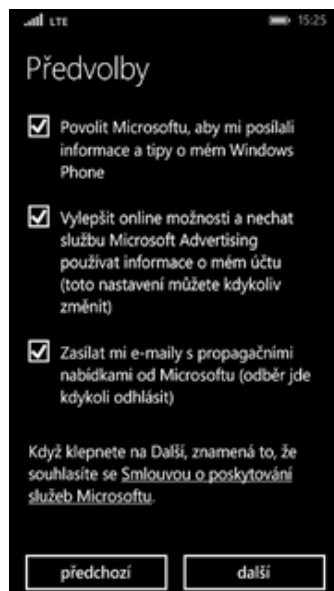 LTE 15:25
Předvolby
Povolit Microsoftu, aby mi posílali
informace a tipy o mém Windows
Phone
Vylepšit online možnosti a nechat
službu Microsoft Advertising
používat informace o mém účtu
(toto nastavení můžete kdykoliv
změnit)
Zasílat mi e-maily s propagačními
nabídkami od Microsoftu (odběr jde
kdykoli odhlásit)
Když klepnete na Další, znamená to, že
souhlasíte se Smlouvou o poskytování
služeb Microsoftu.
předchozí další